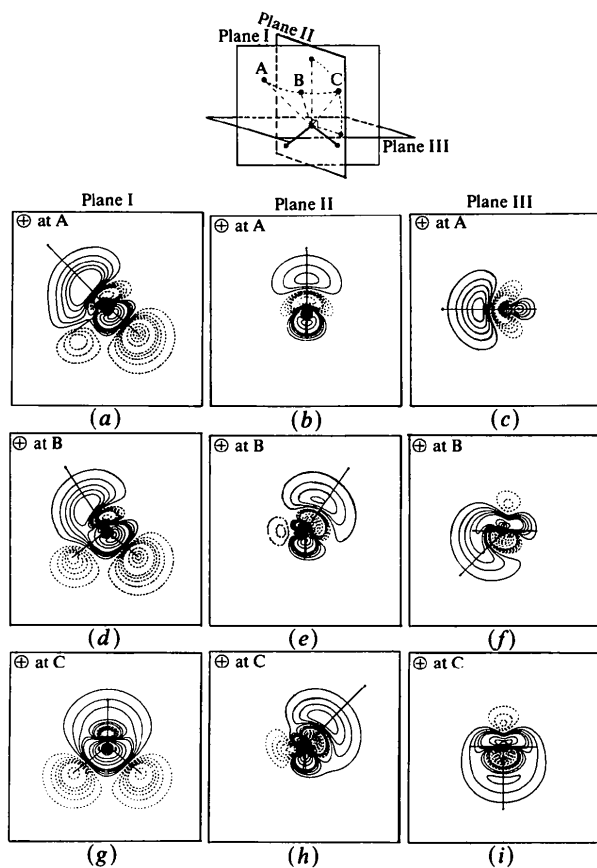 Plane II
Plane I
A
B
C
Plane III
Plane I
Plane II
Plane III
⊕ at A
⊕ at A
⊕ at A
(a)
(b)
(c)
⊕ at B
⊕ at B
⊕ at B
(d)
(e)
(f)
⊕ at C
⊕ at C
⊕ at C
(g)
(h)
(i)